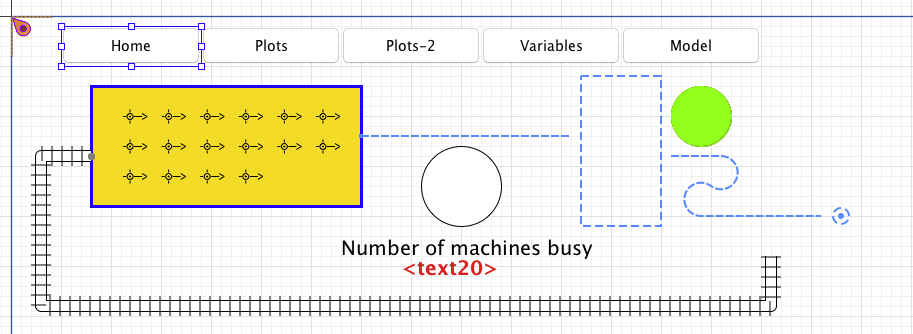 Home
Plots
Plots-2
Variables
Model
Number of machines busy
<text20>